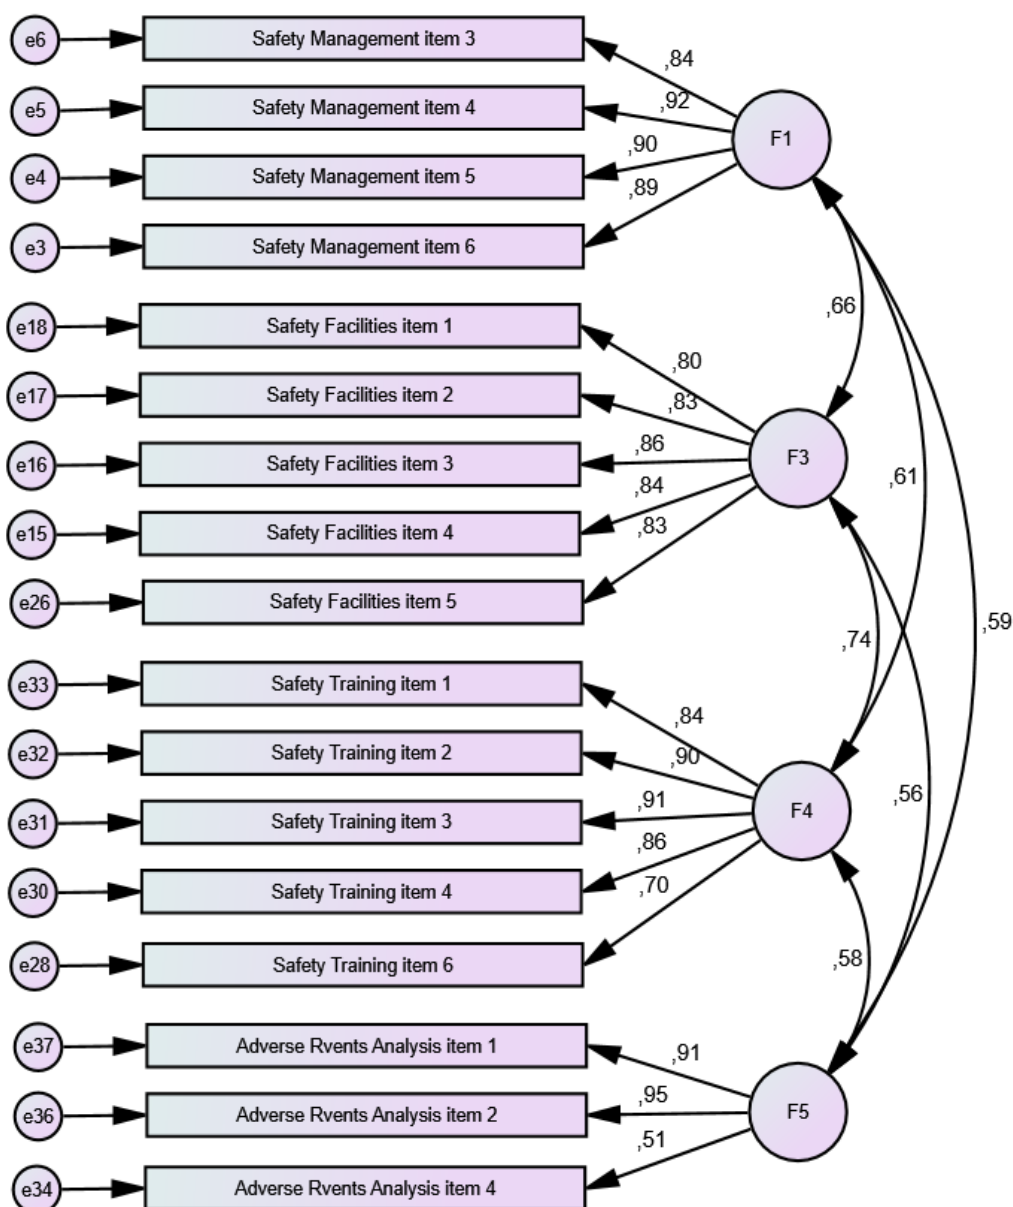 e6
Safety Management item 3
,84
e5
Safety Management item 4
,92
F1
e4
Safety Management item 5
,90
e3
Safety Management item 6
,89
,66
e18
Safety Facilities item 1
,80
e17
Safety Facilities item 2
,83
e16
Safety Facilities item 3
,86
F3
e15
Safety Facilities item 4
,84
,61
e26
Safety Facilities item 5
,83
,74
,59
e33
Safety Training item 1
,84
e32
Safety Training item 2
,90
e31
Safety Training item 3
,91
F4
,56
e30
Safety Training item 4
,86
e28
Safety Training item 6
,70
,58
e37
Adverse Rvents Analysis item 1
,91
e36
Adverse Rvents Analysis item 2
,95
F5
e34
Adverse Rvents Analysis item 4
,51